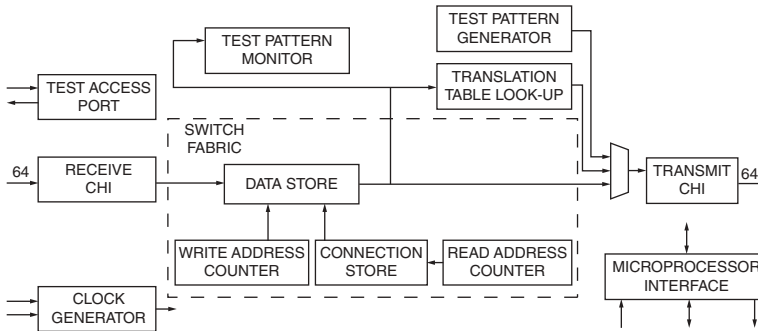 TEST PATTERN
GENERATOR
TEST PATTERN
MONITOR
TRANSLATION
TABLE LOOK-UP
TEST ACCESS
PORT
SWITCH
FABRIC
64
RECEIVE
CHI
DATA STORE
TRANSMIT
CHI
64
WRITE ADDRESS
COUNTER
CONNECTION
STORE
READ ADDRESS
COUNTER
MICROPROCESSOR
INTERFACE
CLOCK
GENERATOR